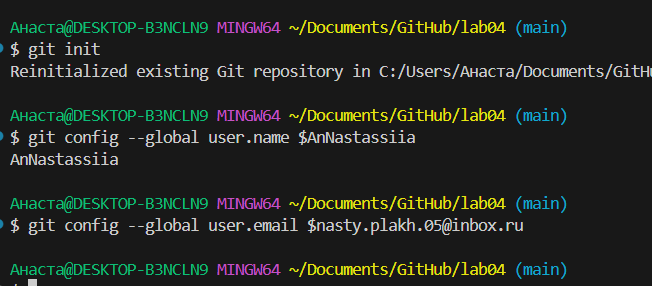 Анаста@DESKTOP-B3NCLN9 MINGW64 ~/Documents/GitHub/lab04 (main)
$ git init
Reinitialized existing Git repository in C:/Users/Анаста/Documents/GitHu
Анаста@DESKTOP-B3NCLN9 MINGW64 ~/Documents/GitHub/lab04 (main)
$ git config --global user.name $AnNastassiia
AnNastassiia
Анаста@DESKTOP-B3NCLN9 MINGW64 ~/Documents/GitHub/lab04 (main)
$ git config --global user.email $nasty.plakh.05@inbox.ru
Анаста@DESKTOP-B3NCLN9 MINGW64 ~/Documents/GitHub/lab04 (main)